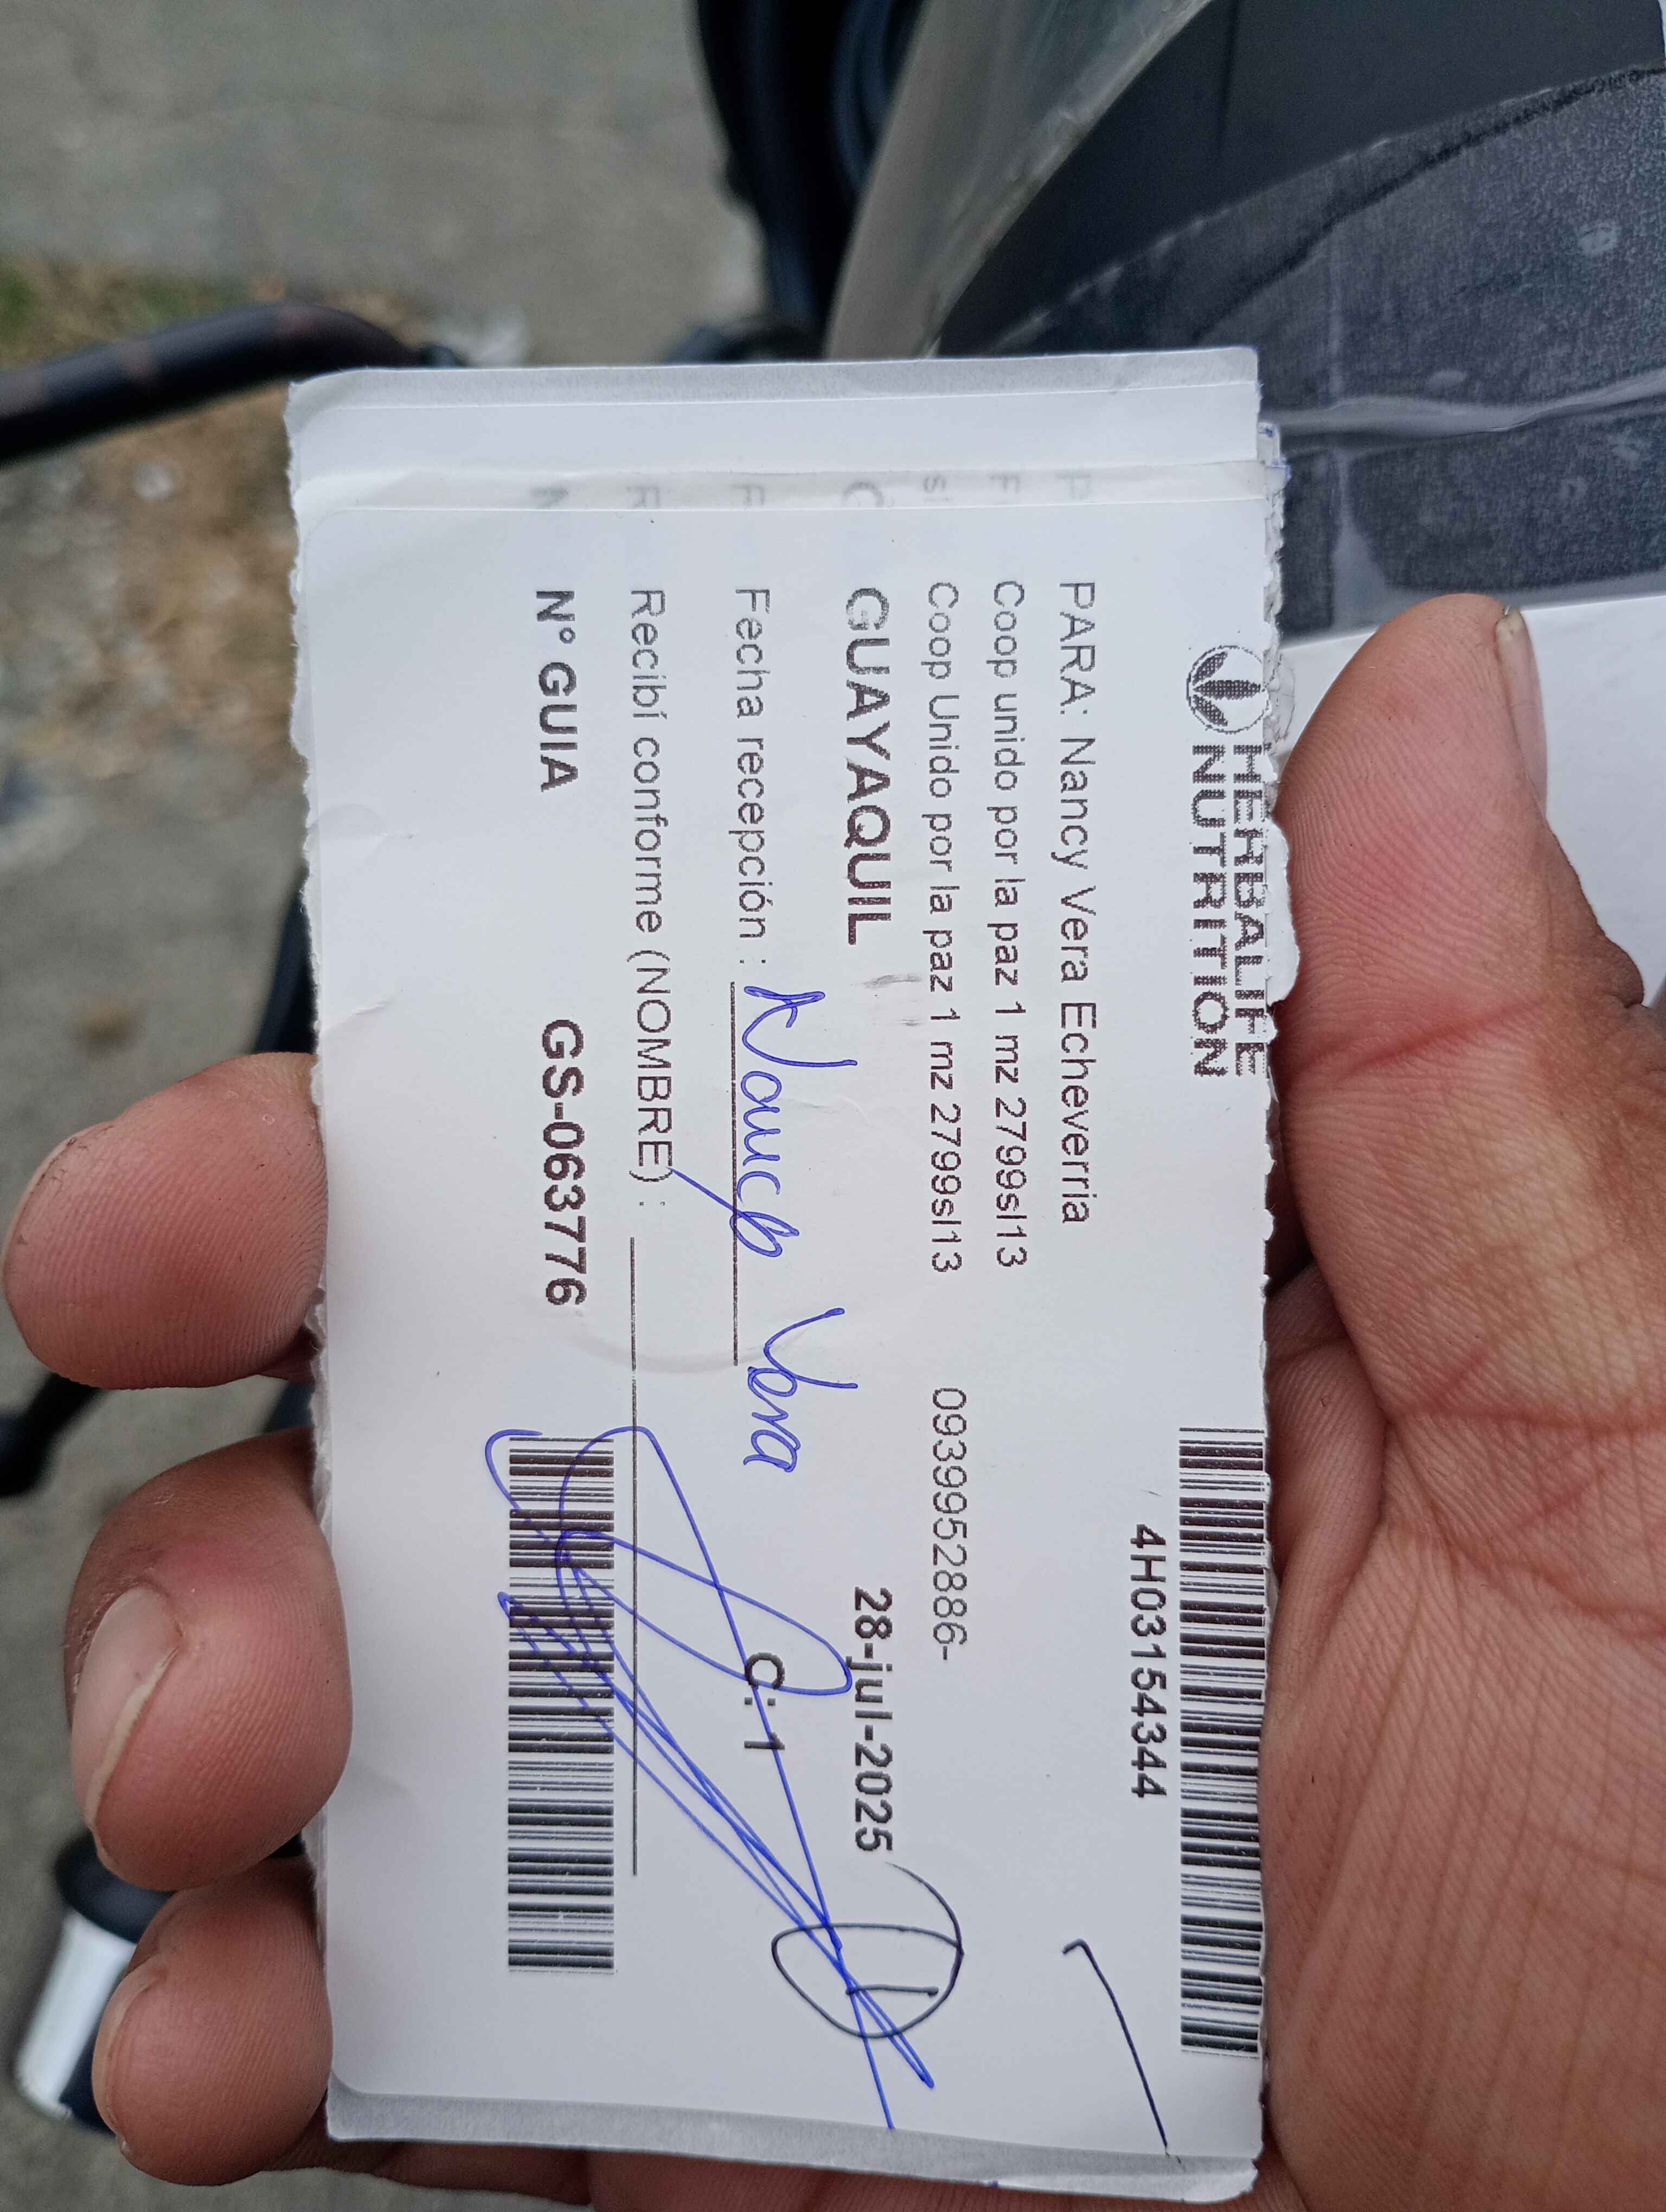 HERBALIFE
NUTRITION
4H03154344
PARA: Nancy Vera Echeverria
Coop unido por la paz 1 mz 2799sl13
Coop Unido por la paz 1 mz 2799sl13 0939952886-
GUAYAQUIL 28-jul-2025
Fecha recepción : Nancy Vera C: 1
Recibí conforme (NOMBRE) :
N° GUIA GS-063776